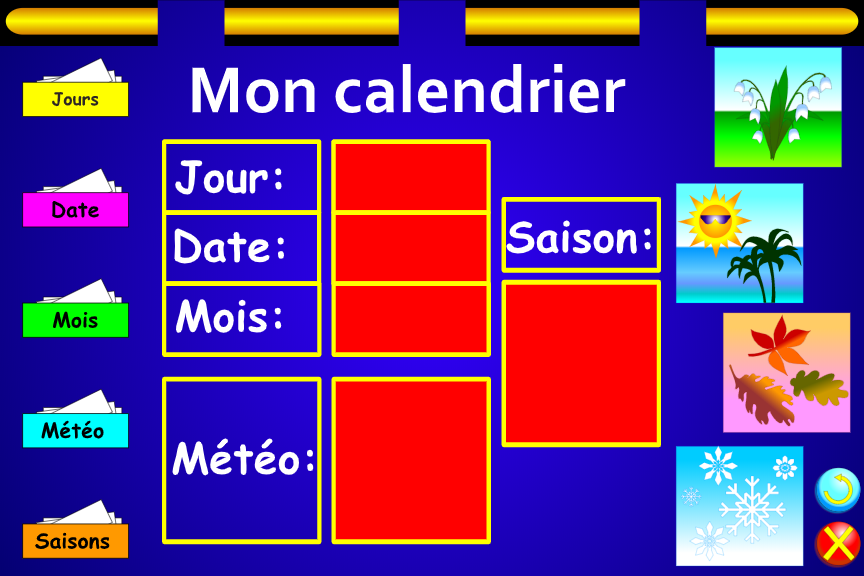 Mon calendrier
Jours
Date
Mois
Météo
Saisons
Jour:
Date:
Mois:
Météo:
Saison: